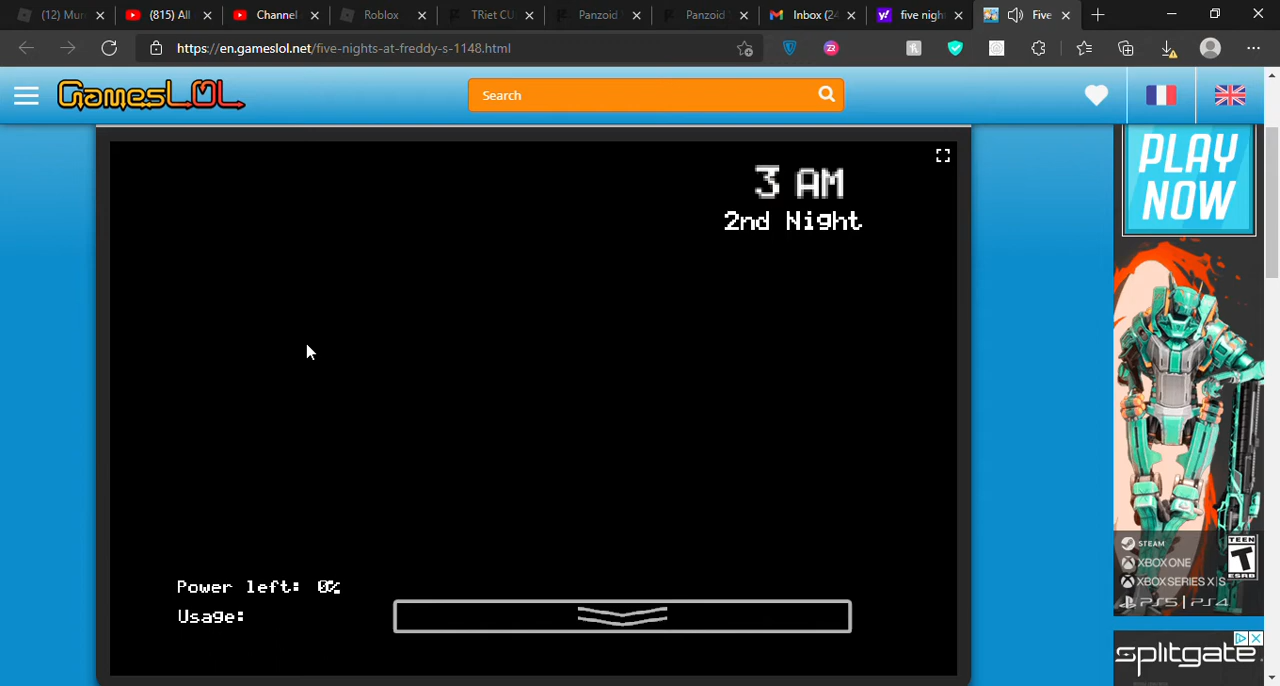 (12) Mur
(815) All
Channel
Roblox
TRiet CU
Panzoid
Panzoid
Inbox (24
five nigh
Five
https://en.gameslol.net/five-nights-at-freddy-s-1148.html
GamesLOL
Search
3 AM
2nd Night
Power left: 0%
Usage:
PLAY
NOW
STEAM
XBOX ONE
XBOX SERIES X|S
PS5 | PS4
TEEN
T
ESRB
splitgate